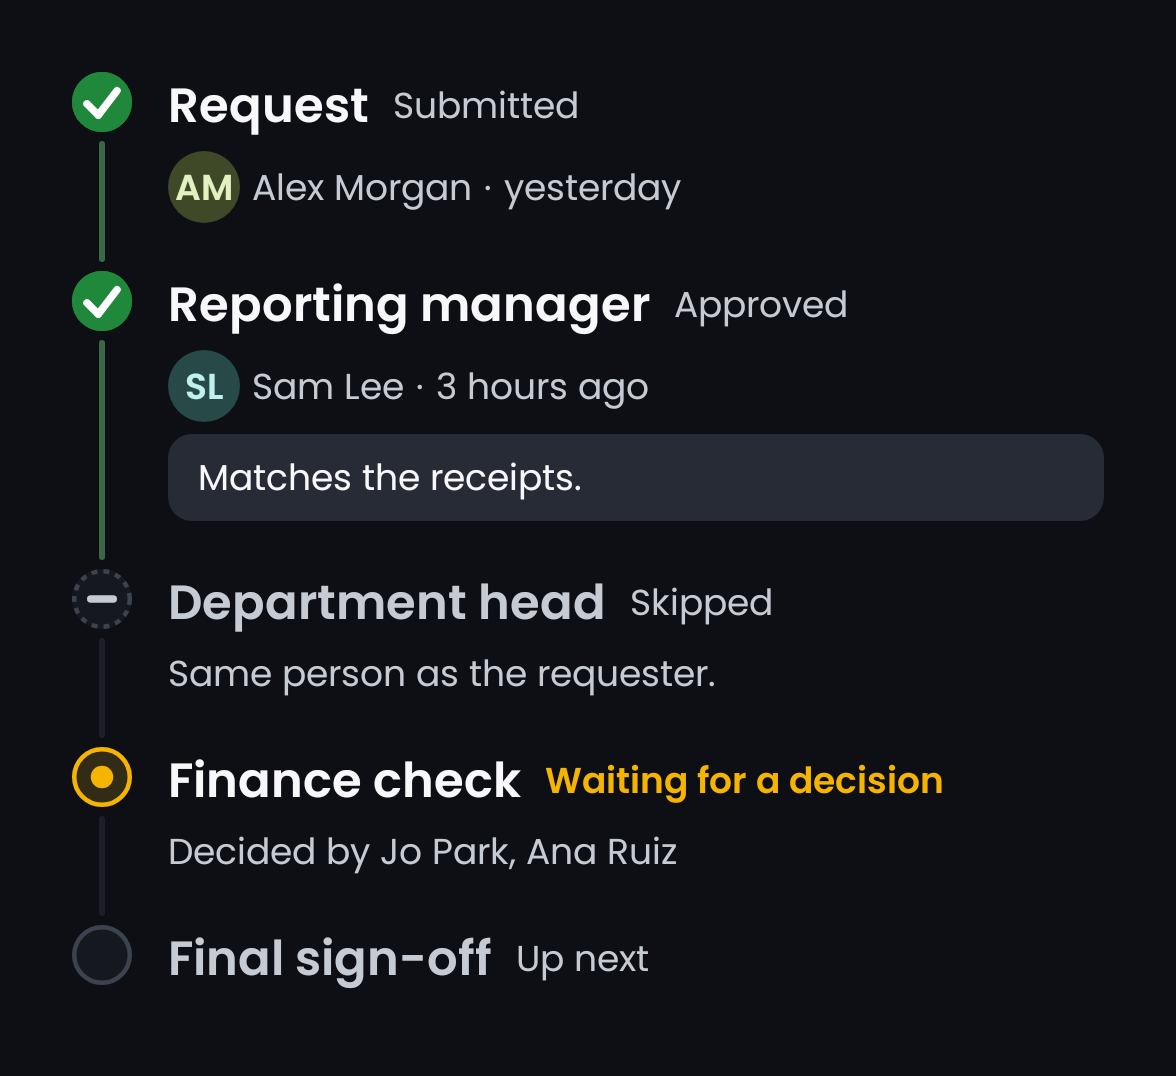 Request Submitted
AM Alex Morgan · yesterday
Reporting manager Approved
SL Sam Lee · 3 hours ago
Matches the receipts.
Department head Skipped
Same person as the requester.
Finance check Waiting for a decision
Decided by Jo Park, Ana Ruiz
Final sign-off Up next